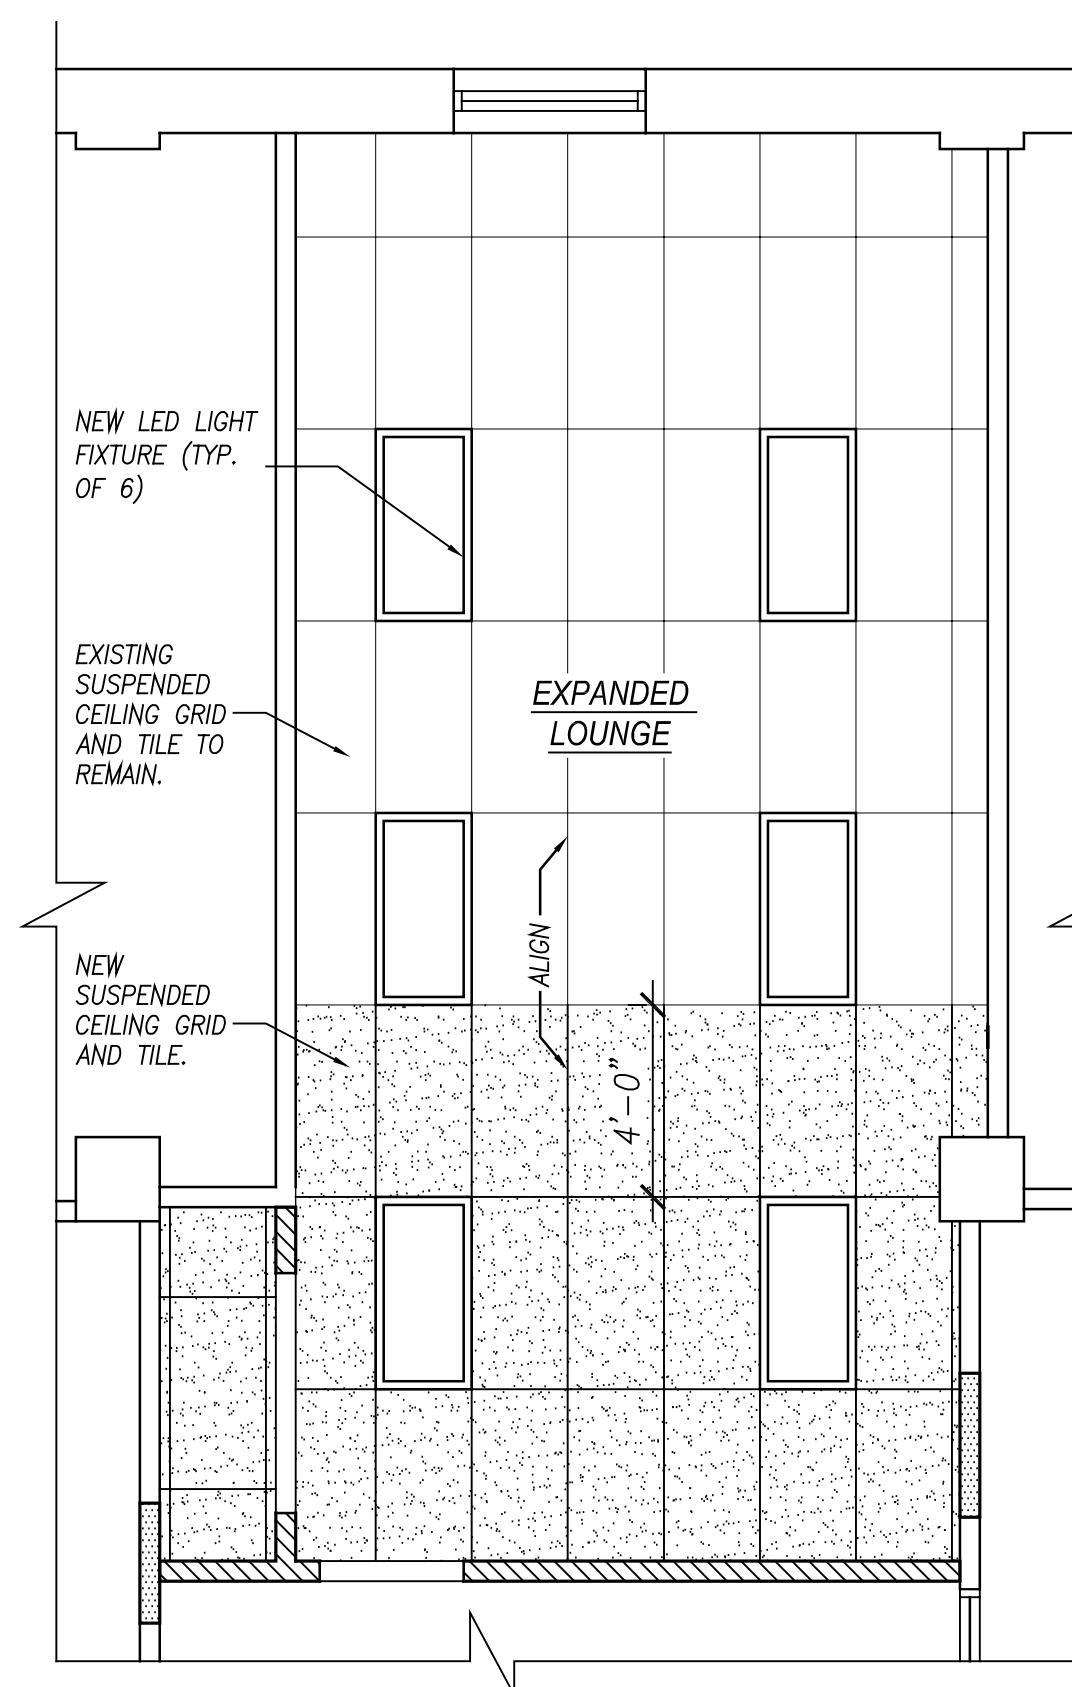 NEW LED LIGHT
FIXTURE (TYP.
OF 6)
EXISTING
SUSPENDED
CEILING GRID
AND TILE TO
REMAIN.
EXPANDED
LOUNGE
ALIGN
NEW
SUSPENDED
CEILING GRID
AND TILE.
4'-0"